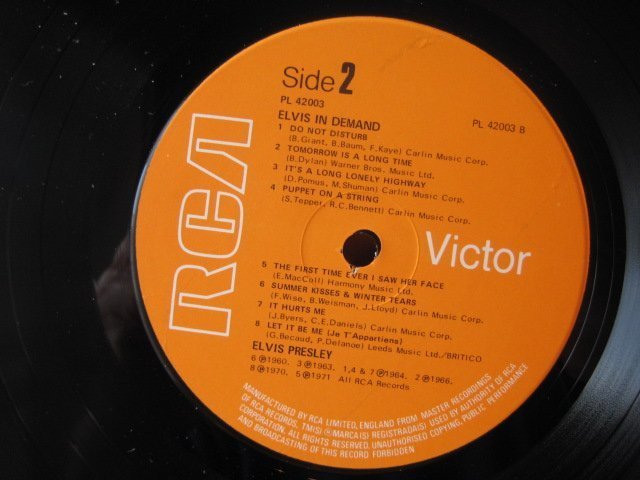 Side 2
PL 42003
PL 42003 B
ELVIS IN DEMAND
1 DO NOT DISTURB
(B.Grant, B.Baum, F.Kaye) Carlin Music Corp.
2 TOMORROW IS A LONG TIME
(B.Dylan) Warner Bros. Music Ltd.
3 IT'S A LONG LONELY HIGHWAY
(D.Pomus, M.Shuman) Carlin Music Corp.
4 PUPPET ON A STRING
(S.Tepper, R.C.Bennett) Carlin Music Corp.
RCA
Victor
5 THE FIRST TIME EVER I SAW HER FACE
(E.MacColl) Harmony Music Ltd.
6 SUMMER KISSES & WINTER TEARS
(F.Wise, B.Weisman, J.Lloyd) Carlin Music Corp.
7 IT HURTS ME
(J.Byers, C.E.Daniels) Carlin Music Corp.
8 LET IT BE ME (Je T'Appartiens)
(G.Becaud, P.Delanoe) Leeds Music Ltd./BRITICO
ELVIS PRESLEY
6 ℗1960. 3 ℗1963. 1,4 & 7 ℗1964. 2 ℗1966.
8 ℗1970. 5 ℗1971 All RCA Records
MANUFACTURED BY RCA LIMITED, ENGLAND FROM MASTER RECORDINGS
OF RCA RECORDS, TM(S) ® MARCA(S) REGISTRADA(S) USED BY AUTHORITY OF RCA
CORPORATION. ALL RIGHTS RESERVED. UNAUTHORISED COPYING, PUBLIC PERFORMANCE
AND BROADCASTING OF THIS RECORD FORBIDDEN